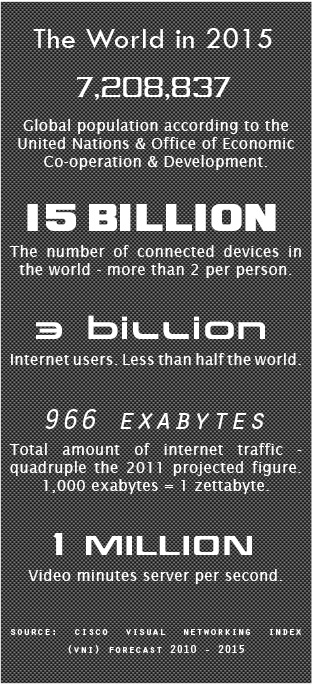 The World in 2015
7,208,837
Global population according to the
United Nations & Office of Economic
Co-operation & Development.
15 BILLION
The number of connected devices in
the world - more than 2 per person.
3 billion
Internet users. Less than half the world.
966 EXABYTES
Total amount of internet traffic -
quadruple the 2011 projected figure.
1,000 exabytes = 1 zettabyte.
1 MILLION
Video minutes server per second.
SOURCE: CISCO VISUAL NETWORKING INDEX
(VNI) FORECAST 2010 - 2015